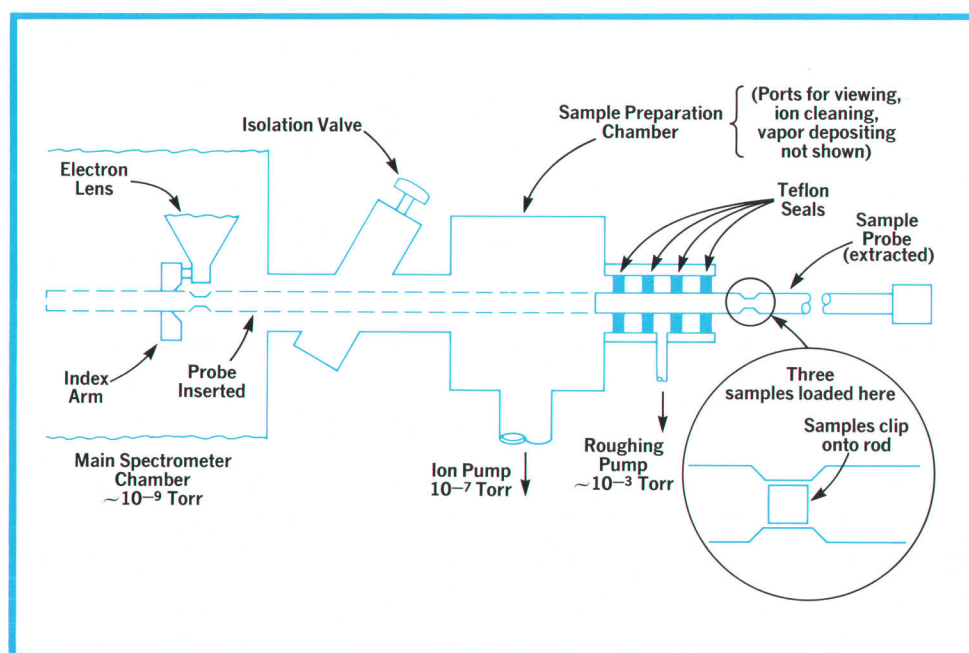 Isolation Valve
Sample Preparation
Chamber
(Ports for viewing,
ion cleaning,
vapor depositing
not shown)
Electron
Lens
Teflon
Seals
Sample
Probe
(extracted)
Index
Arm
Probe
Inserted
Three
samples loaded here
Samples clip
onto rod
Main Spectrometer
Chamber
~10–9 Torr
Ion Pump
10–7 Torr
Roughing
Pump
~10–3 Torr